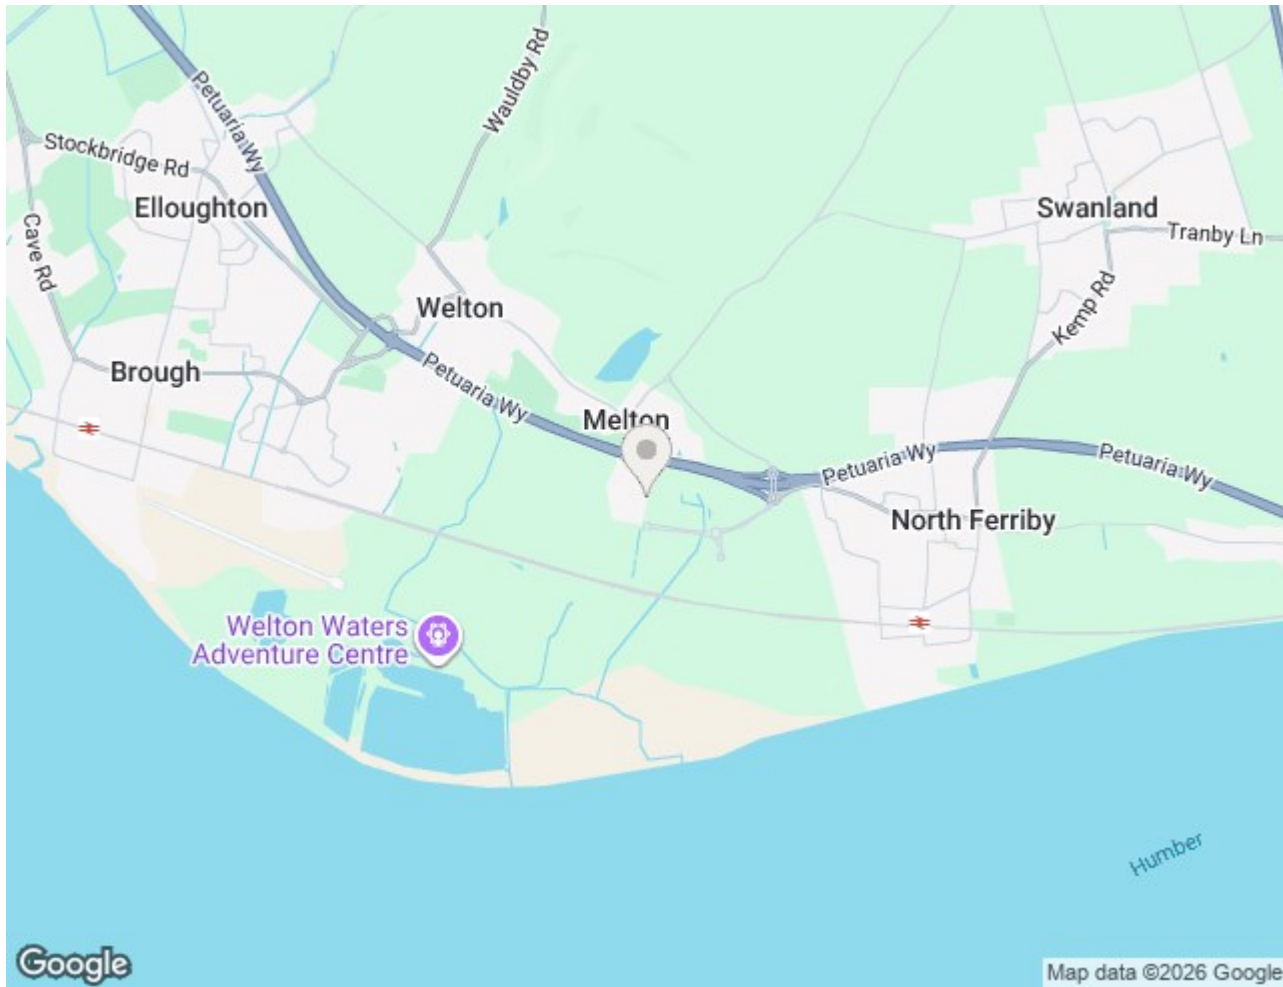 Petuaria Wy
Wauldby Rd
Stockbridge Rd
Elloughton
Cave Rd
Swanland
Tranby Ln
Welton
Kemp Rd
Brough
Petuaria Wy
Melton
Petuaria Wy
Petuaria Wy
North Ferriby
Welton Waters
Adventure Centre
Humber
Google
Map data ©2026 Google